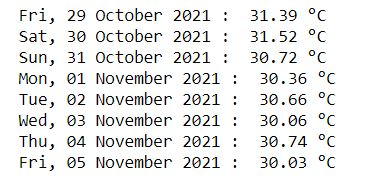 Fri, 29 October 2021 :  31.39 °C
Sat, 30 October 2021 :  31.52 °C
Sun, 31 October 2021 :  30.72 °C
Mon, 01 November 2021 :  30.36 °C
Tue, 02 November 2021 :  30.66 °C
Wed, 03 November 2021 :  30.06 °C
Thu, 04 November 2021 :  30.74 °C
Fri, 05 November 2021 :  30.03 °C